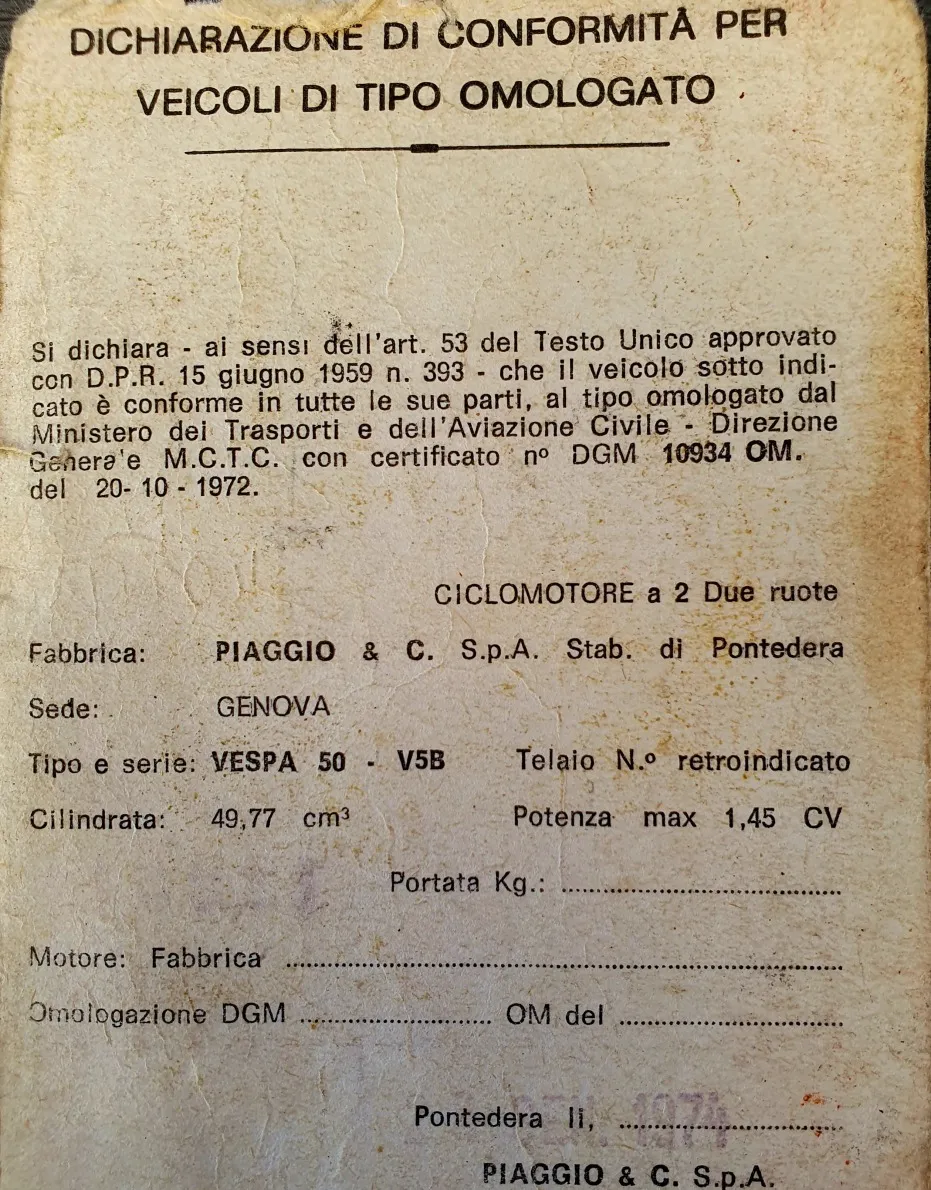 DICHIARAZIONE DI CONFORMITÀ PER
VEICOLI DI TIPO OMOLOGATO
Si dichiara - ai sensi dell'art. 53 del Testo Unico approvato
con D.P.R. 15 giugno 1959 n. 393 - che il veicolo sotto indi-
cato è conforme in tutte le sue parti, al tipo omologato dal
Ministero dei Trasporti e dell'Aviazione Civile - Direzione
Genera'e M.C.T.C. con certificato nº DGM 10934 OM.
del 20-10-1972.
CICLOMOTORE a 2 Due ruote
Fabbrica: PIAGGIO & C. S.p.A. Stab. di Pontedera
Sede: GENOVA
Tipo e serie: VESPA 50 - V5B Telaio N.º retroindicato
Cilindrata: 49,77 cm³ Potenza max 1,45 CV
Portata Kg.: ........................................
Motore: Fabbrica ................................................................................
Omologazione DGM ........................... OM del ................................
Pontedera li, ................................ 1974
PIAGGIO & C. S.p.A.